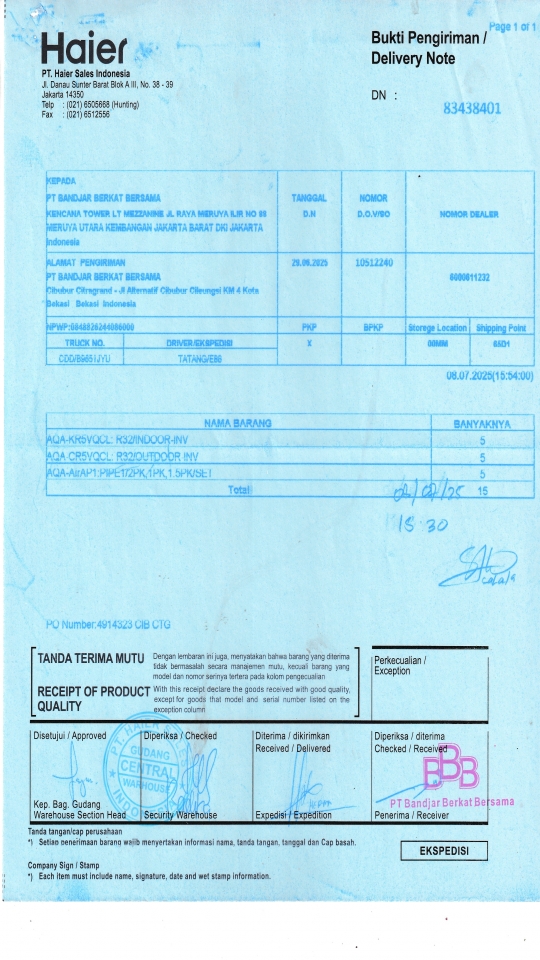 Page 1 of 1
Haier
Bukti Pengiriman /
Delivery Note
PT. Haier Sales Indonesia
Jl. Danau Sunter Barat Blok A III, No. 38 - 39
Jakarta 14350
Telp : (021) 6505668 (Hunting)
Fax : (021) 6512556
DN :
83438401
KEPADA
PT BANDJAR BERKAT BERSAMA
KENCANA TOWER LT MEZZANINE JL RAYA MERUYA ILIR NO 88
MERUYA UTARA KEMBANGAN JAKARTA BARAT DKI JAKARTA
Indonesia
TANGGAL
D.N
NOMOR
D.O.V/SO
NOMOR DEALER
ALAMAT PENGIRIMAN
PT BANDJAR BERKAT BERSAMA
Cibubur Citragrand - Jl Alternatif Cibubur Cileungsi KM 4 Kota
Bekasi Bekasi Indonesia
10512240
PKP
BPKP
Storage Location
Shipping Point
TRUCK NO.
DRIVER/EKSPEDISI
X
00MM
65D1
TATANG/E80
08.07.2025(15:54:00)
NAMA BARANG BANYAKNYA
AQA-KR5VQCL: R32/INDOOR-INV 5
AQA-CR5VQCL: R32/OUTDOOR INV 5
AQA-AirAP1:PIPE1/2PK,1PK,1.5PK/SET 5
Total 15
PO Number:4914323 CIB CTG
TANDA TERIMA MUTU
Dengan lembaran ini juga, menyatakan bahwa barang yang diterima
tidak bermasalah secara manajemen mutu, kecuali barang yang
model dan nomor serinya tertera pada kolom pengecualian
RECEIPT OF PRODUCT
QUALITY
With this receipt declare the goods received with good quality,
except for goods that model and serial number listed on the
exception column
Perkecualian /
Exception
Disetujui / Approved
Diperiksa / Checked
Diterima / dikirimkan
Received / Delivered
Diperiksa / diterima
Checked / Received
PT. HAIER
GUDANG
CENTRAL
WAREHOUSE
BBB
PT Bandjar Berkat Bersama
Kep. Bag. Gudang
Warehouse Section Head
Security Warehouse
Expedisi / Expedition
Penerima / Receiver
Tanda tangan/cap perusahaan
*) Setiap penerimaan barang wajib menyertakan informasi nama, tanda tangan, tanggal dan Cap basah.
EKSPEDISI
Company Sign / Stamp
*) Each item must include name, signature, date and wet stamp information.